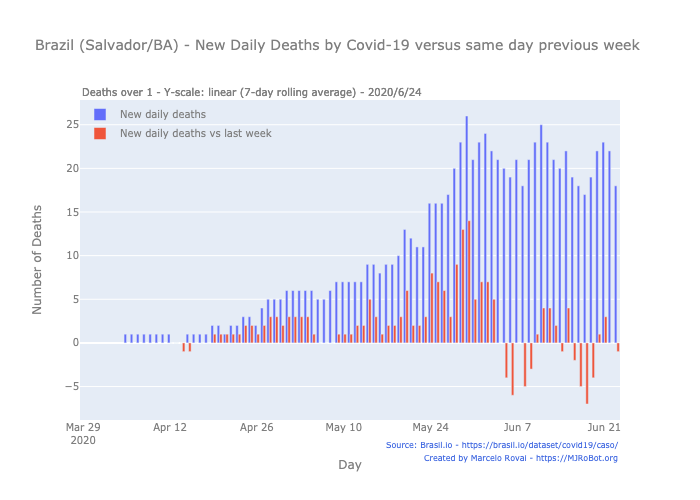 Brazil (Salvador/BA) - New Daily Deaths by Covid-19 versus same day previous week
Deaths over 1 - Y-scale: linear (7-day rolling average) - 2020/6/24
New daily deaths
New daily deaths vs last week
25
20
15
10
5
0
−5
Number of Deaths
Mar 29 Apr 12 Apr 26 May 10 May 24 Jun 7 Jun 21
2020
Source: Brasil.io - https://brasil.io/dataset/covid19/caso/
Created by Marcelo Rovai - https://MJRoBot.org
Day